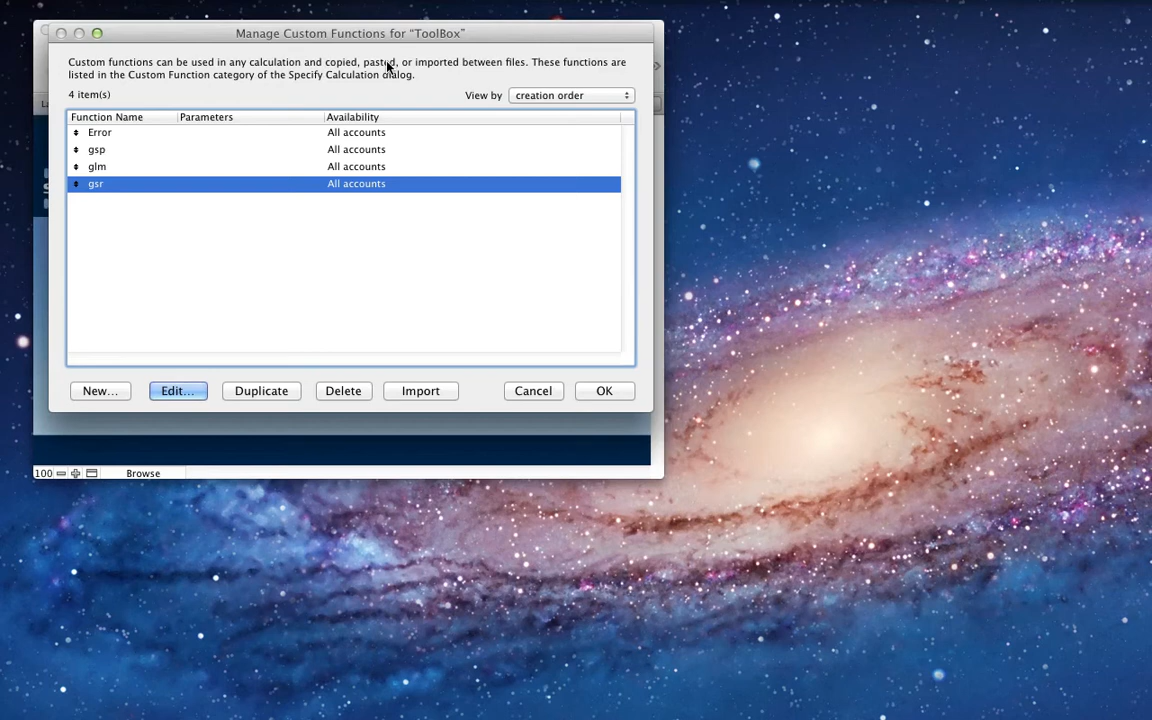 Manage Custom Functions for “ToolBox”
Custom functions can be used in any calculation and copied, pasted, or imported between files. These functions are
listed in the Custom Function category of the Specify Calculation dialog.
4 item(s)
View by creation order
Function Name Parameters Availability
Error All accounts
gsp All accounts
glm All accounts
gsr All accounts
New... Edit... Duplicate Delete Import Cancel OK
100 Browse